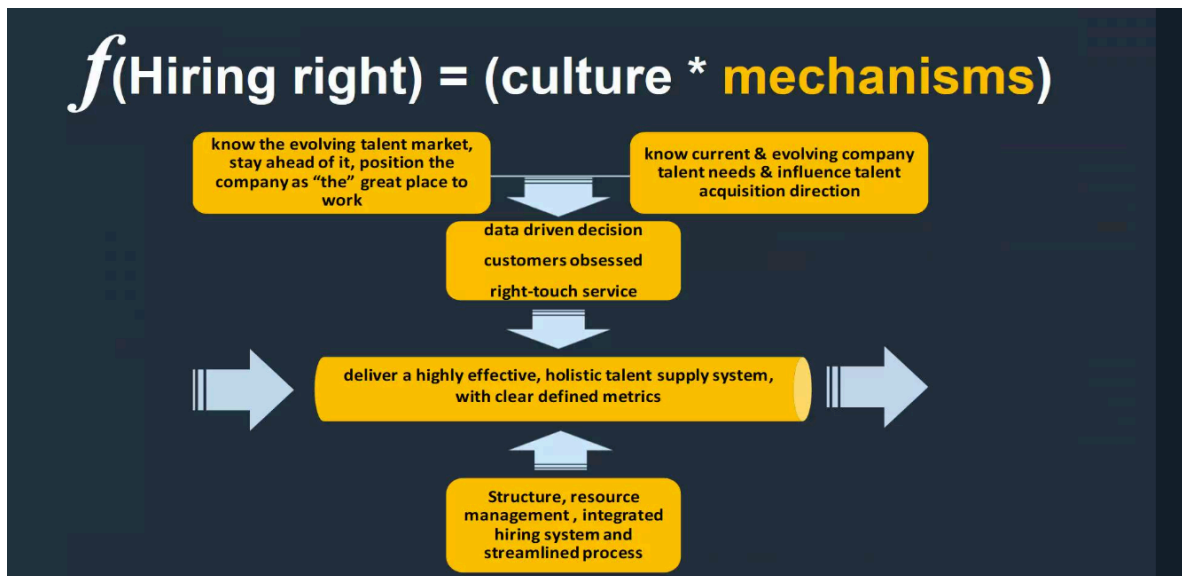 f(Hiring right) = (culture * mechanisms)
know the evolving talent market,
stay ahead of it, position the
company as “the” great place to
work
know current & evolving company
talent needs & influence talent
acquisition direction
data driven decision
customers obsessed
right-touch service
deliver a highly effective, holistic talent supply system,
with clear defined metrics
Structure, resource
management , integrated
hiring system and
streamlined process